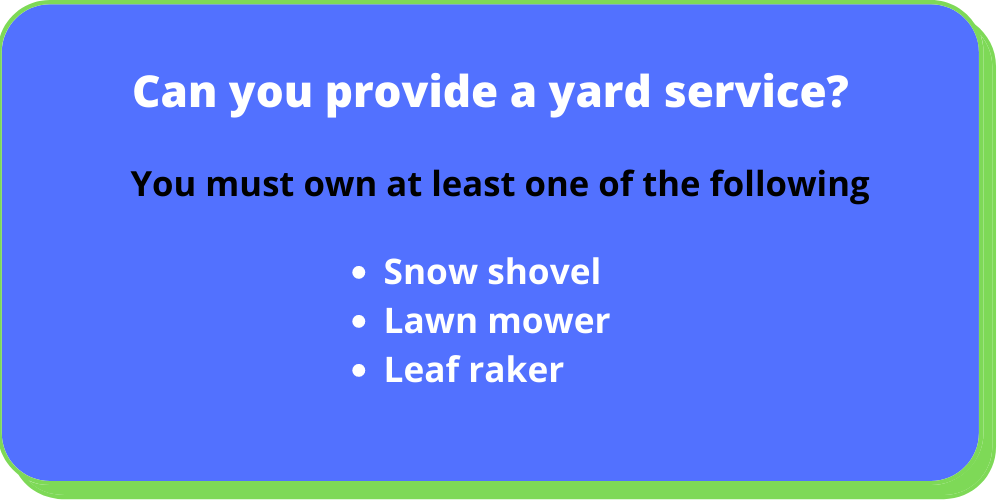 Can you provide a yard service?
You must own at least one of the following
• Snow shovel
• Lawn mower
• Leaf raker